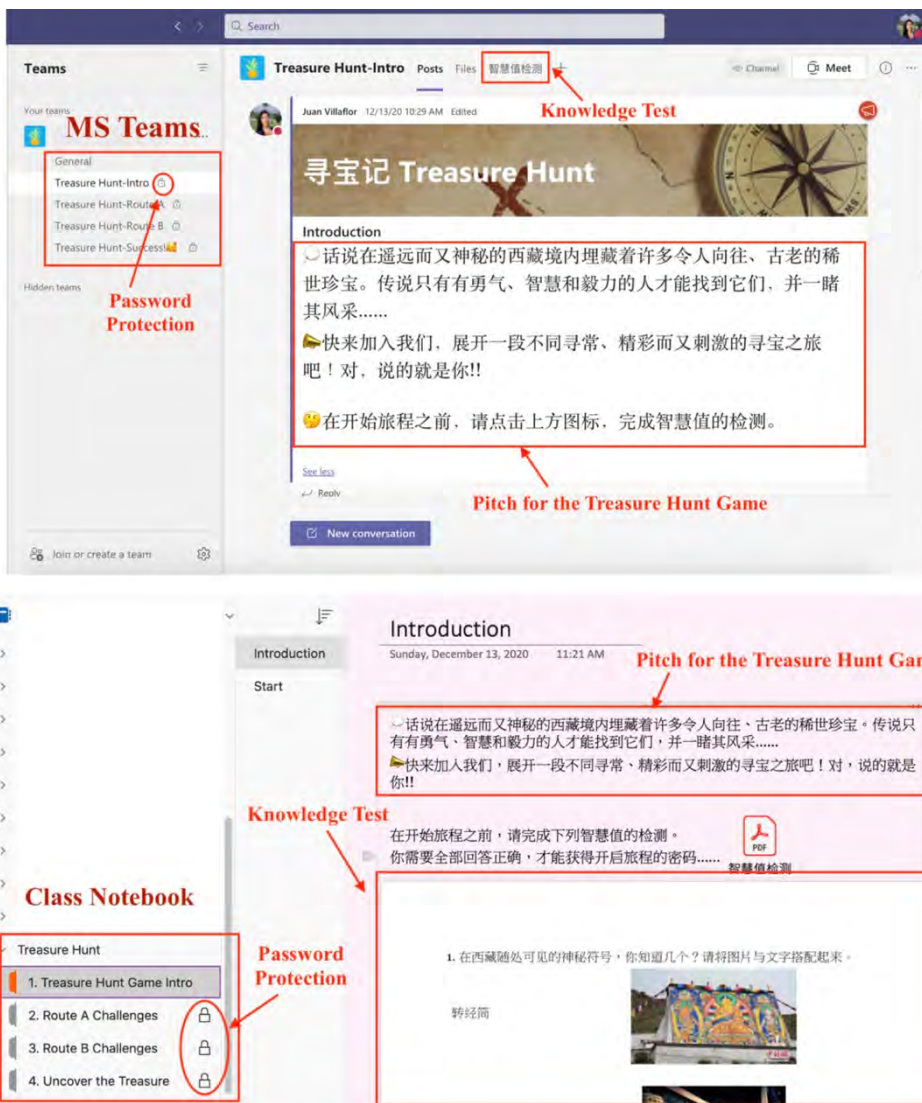 Search
Teams
Treasure Hunt-Intro Posts Files 智慧值检测 +
Channel
Meet
Knowledge Test
Juan Villaflor 12/13/20 10:29 AM Edited
Your teams
MS Teams
General
Treasure Hunt-Intro
Treasure Hunt-Route A
Treasure Hunt-Route B
Treasure Hunt-Success!
Hidden teams
Password
Protection
寻宝记 Treasure Hunt
Introduction
💭话说在遥远而又神秘的西藏境内埋藏着许多令人向往、古老的稀
世珍宝。传说只有有勇气、智慧和毅力的人才能找到它们，并一睹
其风采......
📣快来加入我们，展开一段不同寻常、精彩而又刺激的寻宝之旅
吧！对，说的就是你!!
🤔在开始旅程之前，请点击上方图标，完成智慧值的检测。
See less
Reply
Pitch for the Treasure Hunt Game
New conversation
Join or create a team
Introduction
Start
Introduction
Sunday, December 13, 2020 11:21 AM
Pitch for the Treasure Hunt Gam
💭话说在遥远而又神秘的西藏境内埋藏着许多令人向往、古老的稀世珍宝。传说只
有有勇气、智慧和毅力的人才能找到它们，并一睹其风采......
📣快来加入我们，展开一段不同寻常、精彩而又刺激的寻宝之旅吧！对，说的就是
你!!
Knowledge Test
在开始旅程之前，请完成下列智慧值的检测。
你需要全部回答正确，才能获得开启旅程的密码......
PDF
智慧值检测
Class Notebook
Treasure Hunt
1. Treasure Hunt Game Intro
2. Route A Challenges
3. Route B Challenges
4. Uncover the Treasure
Password
Protection
1. 在西藏随处可见的神秘符号，你知道几个？请将图片与文字搭配起来。
转经筒